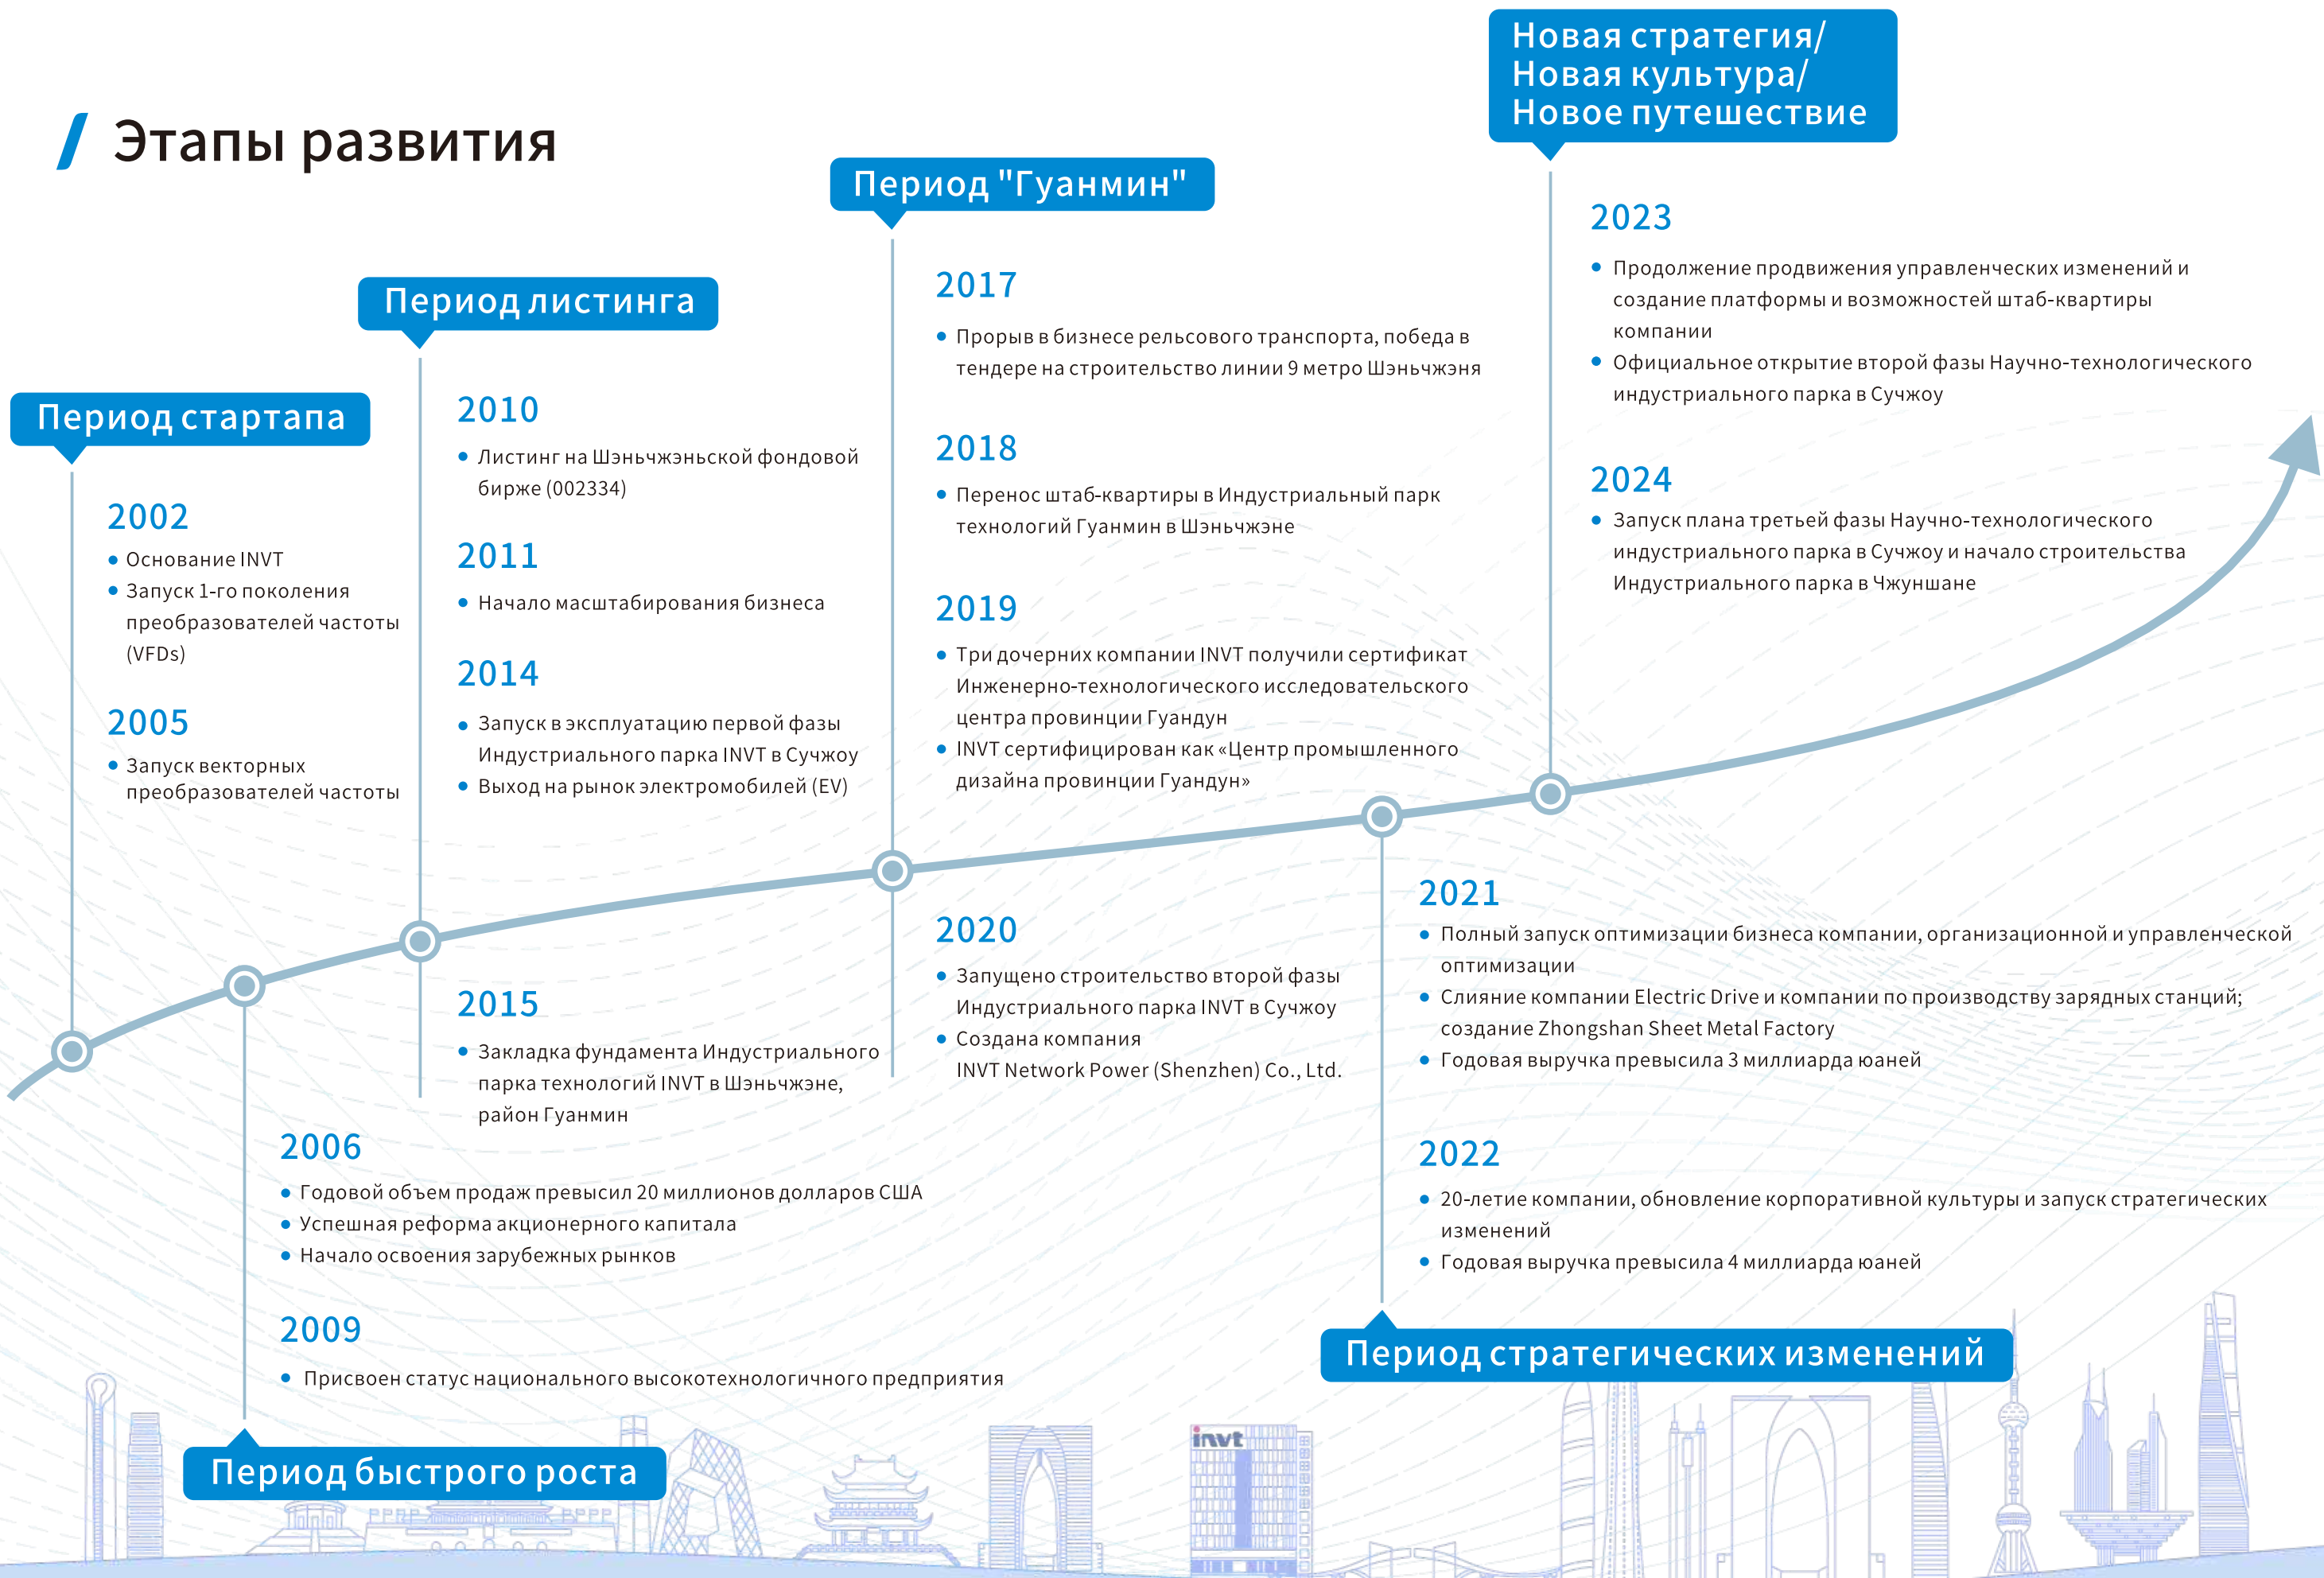 Этапы развития
Период стартапа
2002
Основание INVT
Запуск 1-го поколения
преобразователей частоты
(VFDs)
2005
Запуск векторных
преобразователей частоты
Период быстрого роста
2006
Годовой объем продаж превысил 20 миллионов долларов США
Успешная реформа акционерного капитала
Начало освоения зарубежных рынков
2009
Присвоен статус национального высокотехнологичного предприятия
Период листинга
2010
Листинг на Шэньчжэньской фондовой
бирже (002334)
2011
Начало масштабирования бизнеса
2014
Запуск в эксплуатацию первой фазы
Индустриального парка INVT в Сучжоу
Выход на рынок электромобилей (EV)
2015
Закладка фундамента Индустриального
парка технологий INVT в Шэньчжэне,
район Гуанмин
Период "Гуанмин"
2017
Прорыв в бизнесе рельсового транспорта, победа в
тендере на строительство линии 9 метро Шэньчжэня
2018
Перенос штаб-квартиры в Индустриальный парк
технологий Гуанмин в Шэньчжэне
2019
Три дочерних компании INVT получили сертификат
Инженерно-технологического исследовательского
центра провинции Гуандун
INVT сертифицирован как «Центр промышленного
дизайна провинции Гуандун»
2020
Запущено строительство второй фазы
Индустриального парка INVT в Сучжоу
Создана компания
INVT Network Power (Shenzhen) Co., Ltd.
Период стратегических изменений
2021
Полный запуск оптимизации бизнеса компании, организационной и управленческой
оптимизации
Слияние компании Electric Drive и компании по производству зарядных станций;
создание Zhongshan Sheet Metal Factory
Годовая выручка превысила 3 миллиарда юаней
2022
20-летие компании, обновление корпоративной культуры и запуск стратегических
изменений
Годовая выручка превысила 4 миллиарда юаней
Новая стратегия/
Новая культура/
Новое путешествие
2023
Продолжение продвижения управленческих изменений и
создание платформы и возможностей штаб-квартиры
компании
Официальное открытие второй фазы Научно-технологического
индустриального парка в Сучжоу
2024
Запуск плана третьей фазы Научно-технологического
индустриального парка в Сучжоу и начало строительства
Индустриального парка в Чжуншане
invt